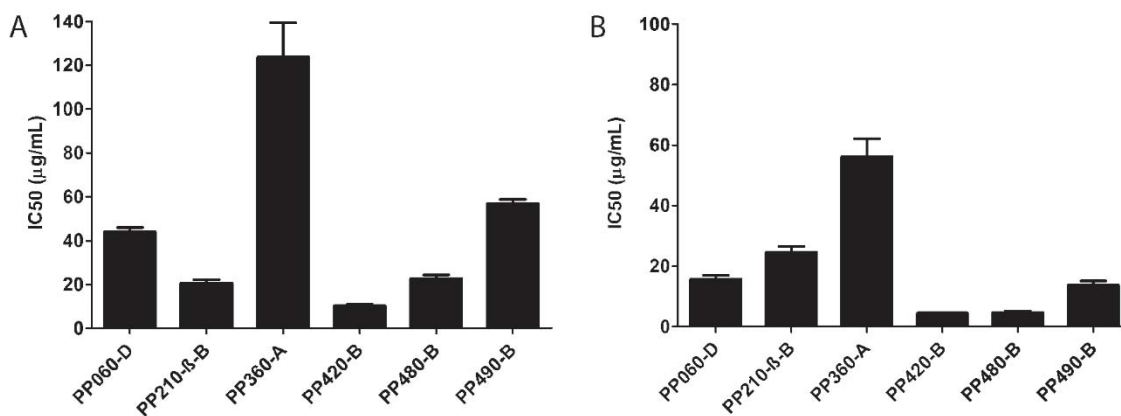 A
IC50 (µg/mL)
140
120
100
80
60
40
20
0
PP060-D
PP210-ß-B
PP360-A
PP420-B
PP480-B
PP490-B
B
IC50 (µg/mL)
100
80
60
40
20
0
PP060-D
PP210-ß-B
PP360-A
PP420-B
PP480-B
PP490-B